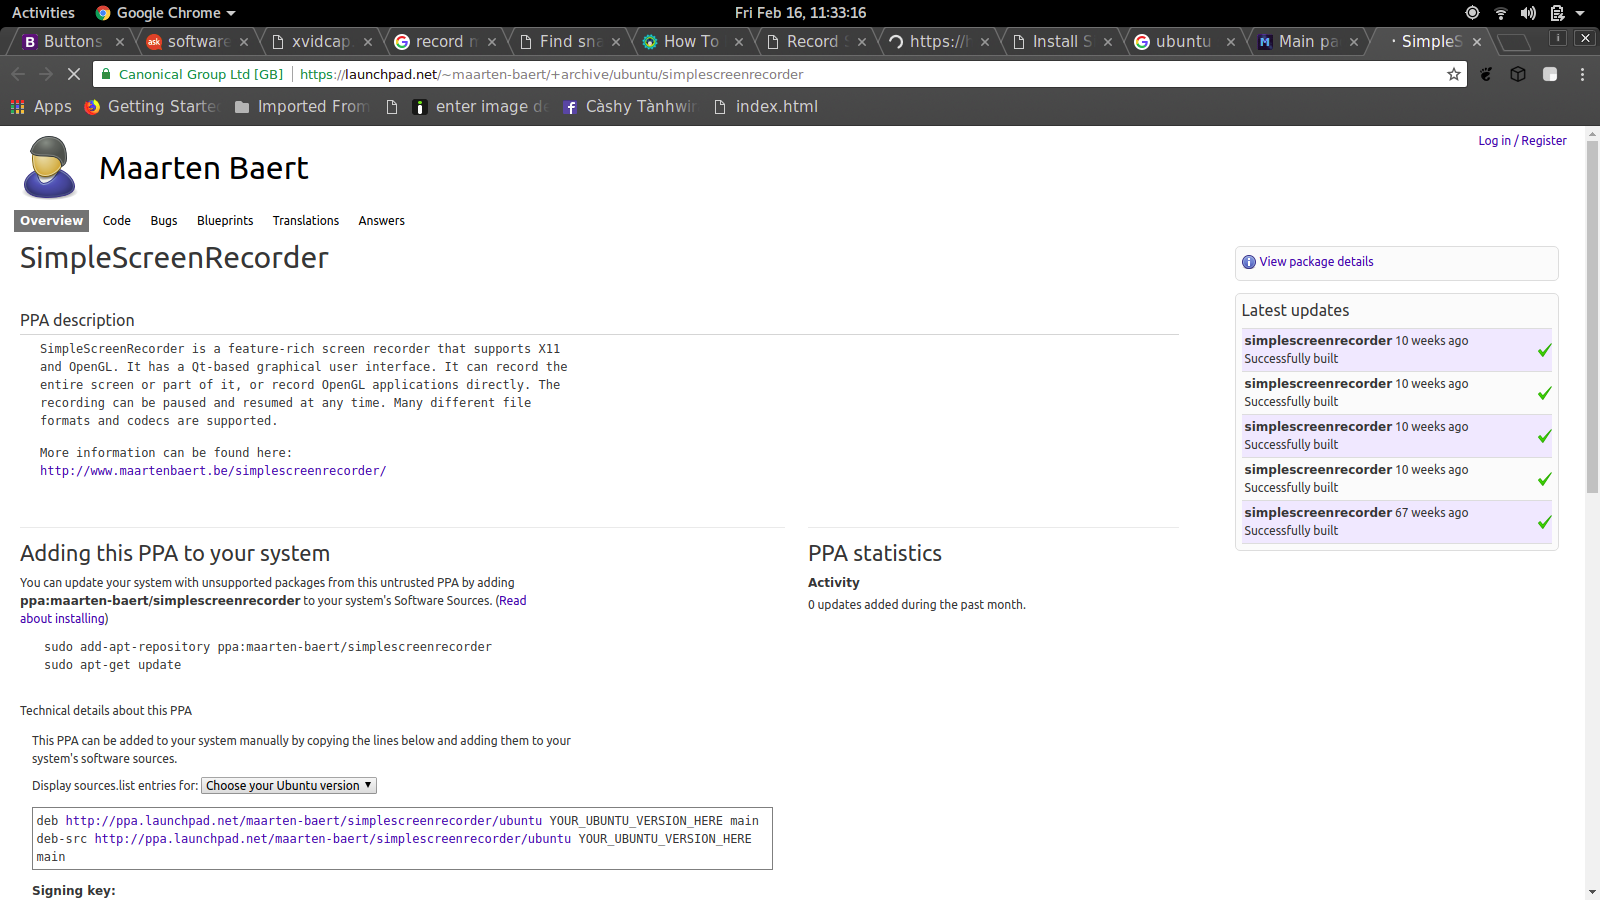 Activities Google Chrome Fri Feb 16, 11:33:16
Buttons software xvidcap. record Find sna How To Record https:// Install S ubuntu Main pa SimpleS
Canonical Group Ltd [GB] https://launchpad.net/~maarten-baert/+archive/ubuntu/simplescreenrecorder
Apps Getting Starte Imported From enter image de Càshy Tànhwir index.html
Log in / Register
Maarten Baert
Overview Code Bugs Blueprints Translations Answers
SimpleScreenRecorder
PPA description
SimpleScreenRecorder is a feature-rich screen recorder that supports X11
and OpenGL. It has a Qt-based graphical user interface. It can record the
entire screen or part of it, or record OpenGL applications directly. The
recording can be paused and resumed at any time. Many different file
formats and codecs are supported.
More information can be found here:
http://www.maartenbaert.be/simplescreenrecorder/
View package details
Latest updates
simplescreenrecorder 10 weeks ago
Successfully built
simplescreenrecorder 10 weeks ago
Successfully built
simplescreenrecorder 10 weeks ago
Successfully built
simplescreenrecorder 10 weeks ago
Successfully built
simplescreenrecorder 67 weeks ago
Successfully built
Adding this PPA to your system
You can update your system with unsupported packages from this untrusted PPA by adding
ppa:maarten-baert/simplescreenrecorder to your system's Software Sources. (Read
about installing)
sudo add-apt-repository ppa:maarten-baert/simplescreenrecorder
sudo apt-get update
PPA statistics
Activity
0 updates added during the past month.
Technical details about this PPA
This PPA can be added to your system manually by copying the lines below and adding them to your
system's software sources.
Display sources.list entries for: Choose your Ubuntu version
deb http://ppa.launchpad.net/maarten-baert/simplescreenrecorder/ubuntu YOUR_UBUNTU_VERSION_HERE main
deb-src http://ppa.launchpad.net/maarten-baert/simplescreenrecorder/ubuntu YOUR_UBUNTU_VERSION_HERE
main
Signing key: